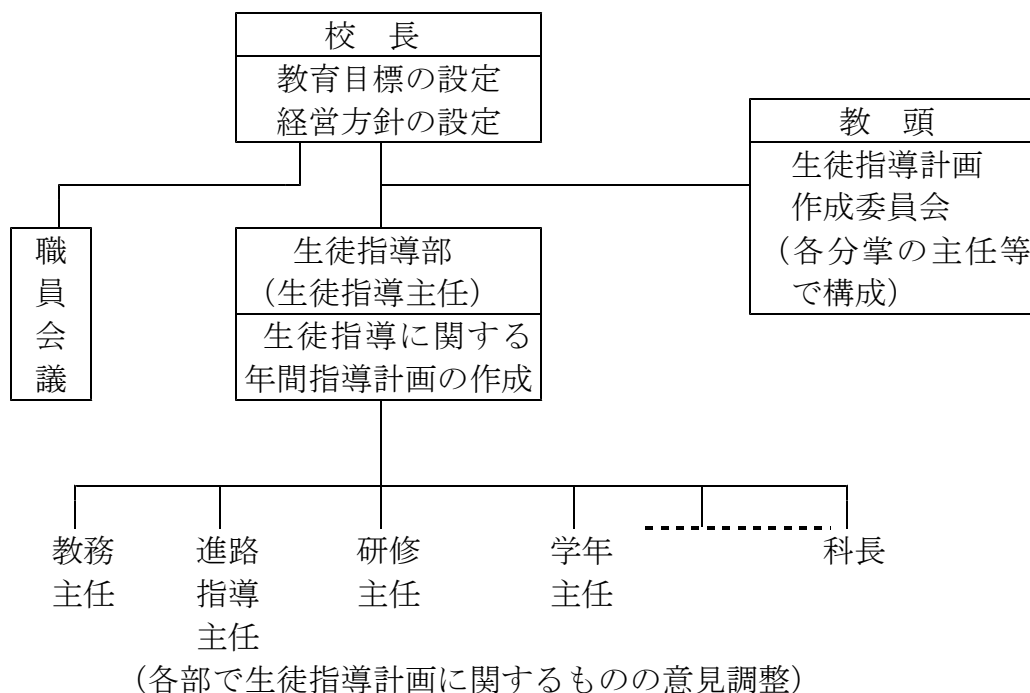 校　長
教育目標の設定
経営方針の設定
教　頭
生徒指導計画
作成委員会
（各分掌の主任等
で構成）
職
員
会
議
生徒指導部
（生徒指導主任）
生徒指導に関する
年間指導計画の作成
教務
主任
進路
指導
主任
研修
主任
学年
主任
科長
（各部で生徒指導計画に関するものの意見調整）